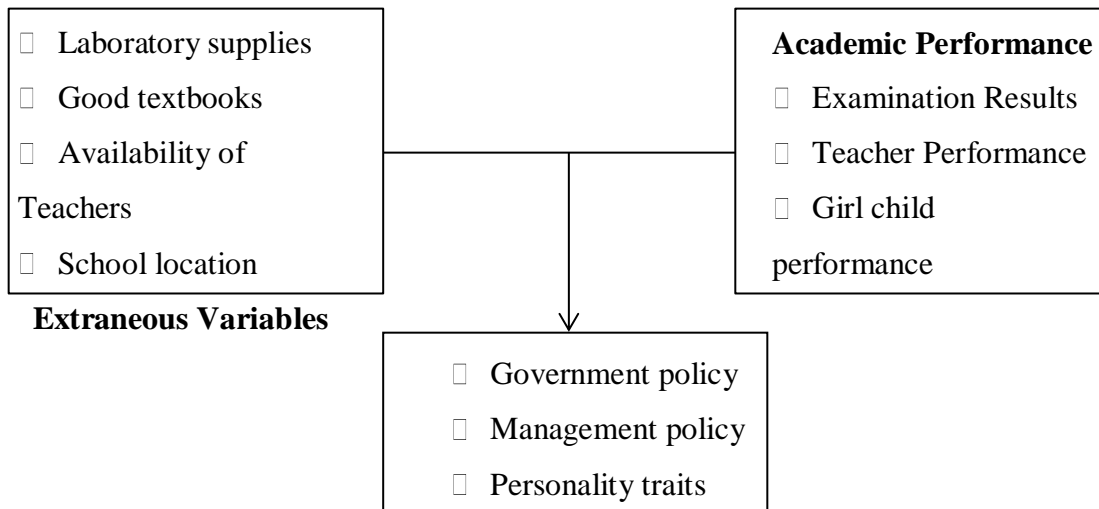 Laboratory supplies
Good textbooks
Availability of
Teachers
School location
Academic Performance
Examination Results
Teacher Performance
Girl child
performance
Extraneous Variables
Government policy
Management policy
Personality traits